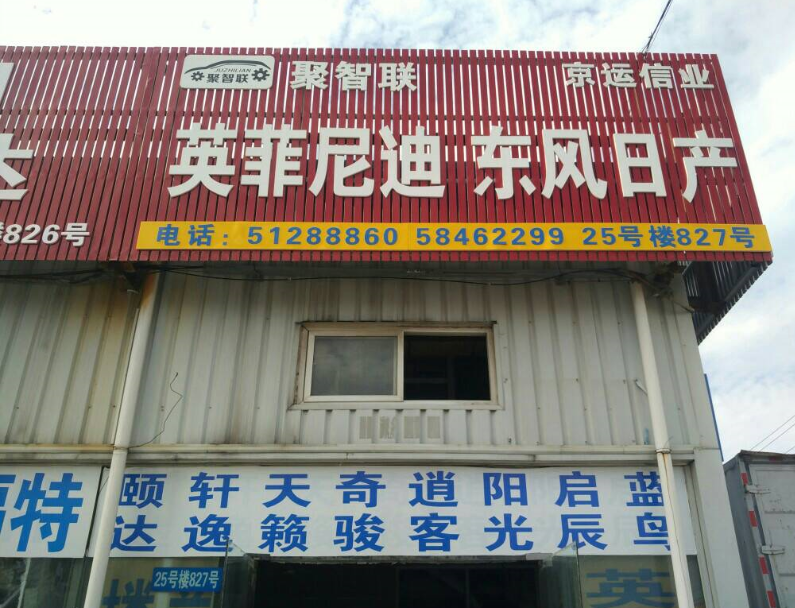 JUZHILIAN
聚智联
聚智联
京运信业
英菲尼迪 东风日产
826号
电话：51288860 58462299 25号楼827号
特
颐轩天奇逍阳启蓝
达逸籁骏客光辰鸟
25号楼827号
英